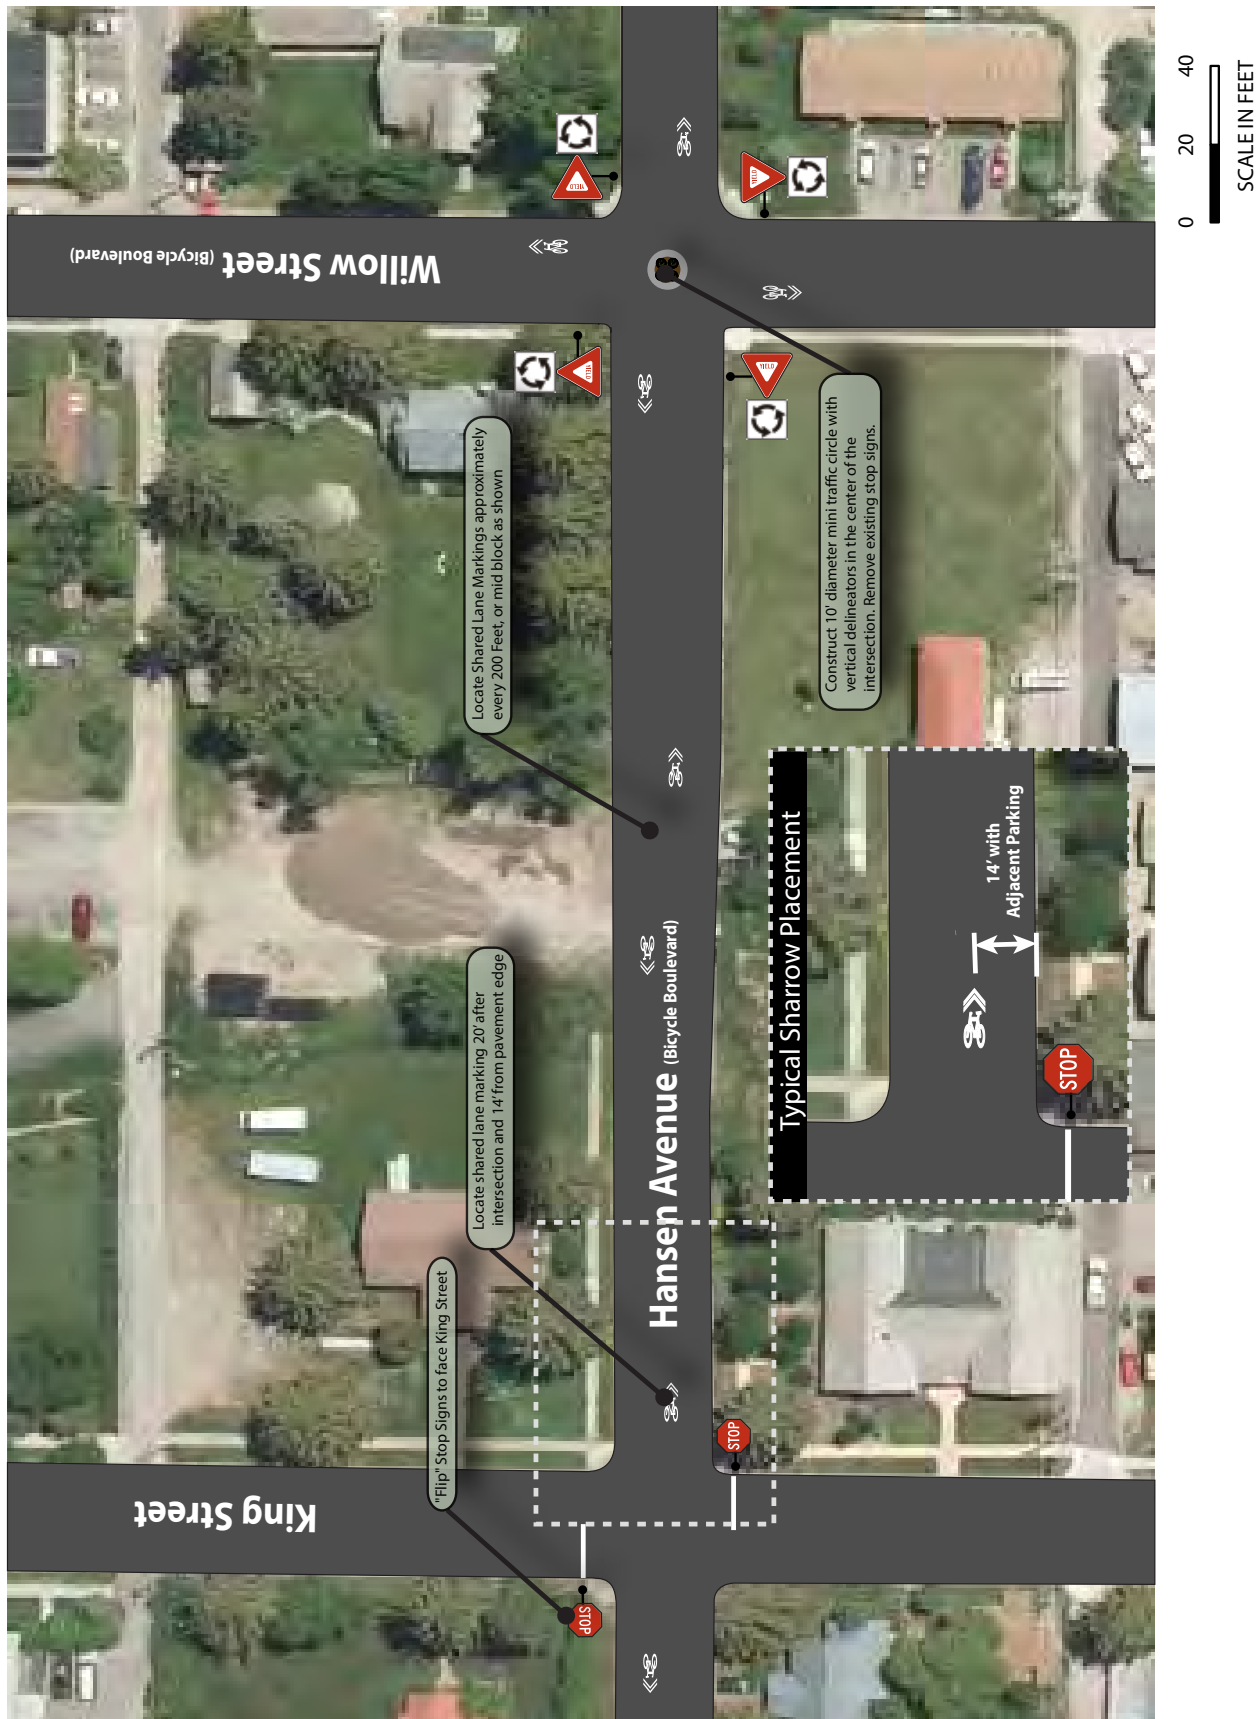 "Flip" Stop Signs to face King Street
Locate shared lane marking 20' after
intersection and 14' from pavement edge
Locate Shared Lane Markings approximately
every 200 Feet, or mid block as shown
King Street
Willow Street (Bicycle Boulevard)
YIELD
YIELD
STOP
Hansen Avenue (Bicycle Boulevard)
STOP
YIELD
YIELD
Construct 10' diameter mini traffic circle with
vertical delineators in the center of the
intersection. Remove existing stop signs.
Typical Sharrow Placement
14' with
Adjacent Parking
STOP
0 20 40
SCALE IN FEET